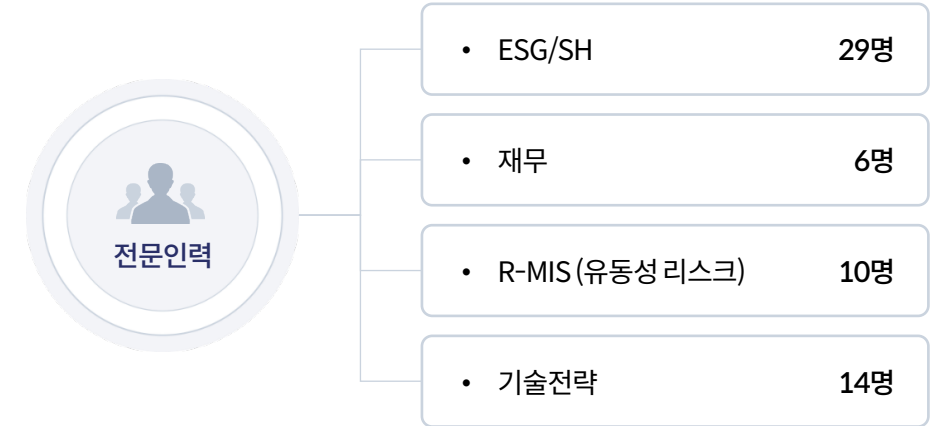 전문인력
• ESG/SH 29명
• 재무 6명
• R-MIS (유동성 리스크) 10명
• 기술전략 14명